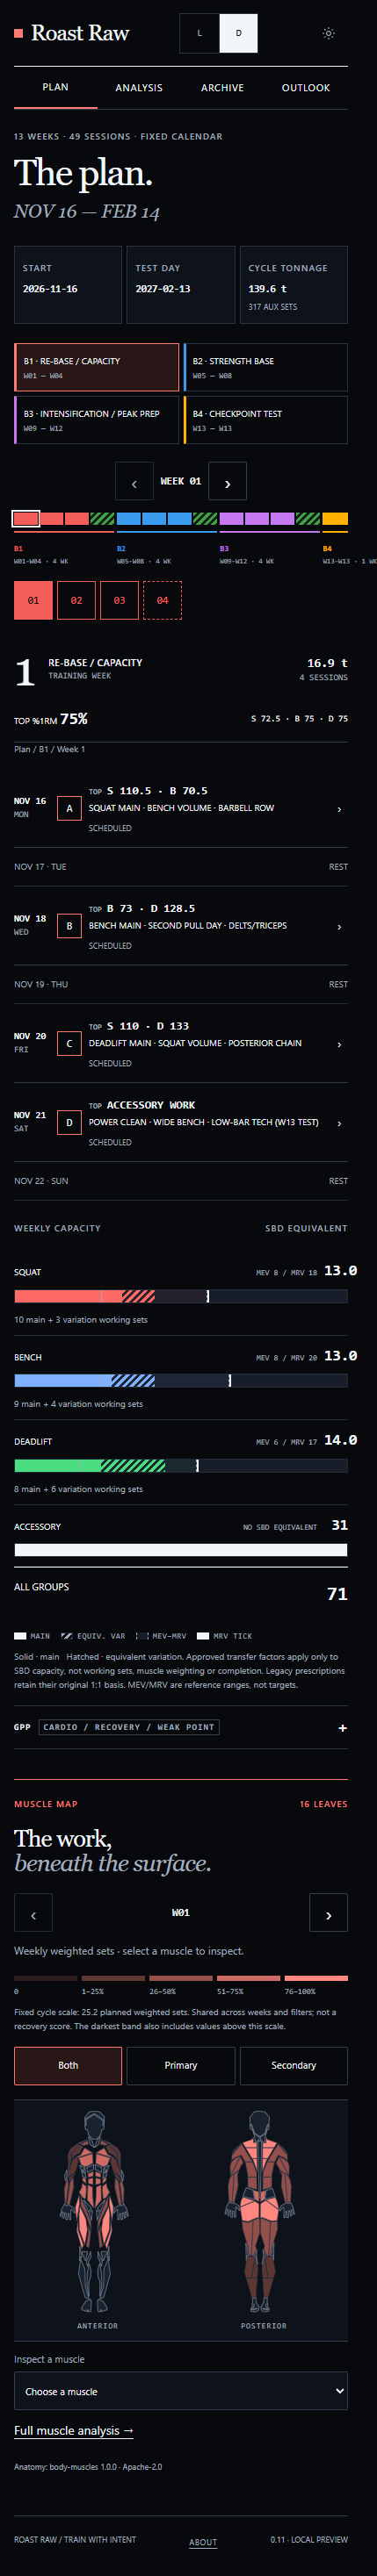 Roast Raw
L D
PLAN ANALYSIS ARCHIVE OUTLOOK
13 WEEKS · 49 SESSIONS · FIXED CALENDAR
The plan.
NOV 16 — FEB 14
START TEST DAY CYCLE TONNAGE
2026-11-16 2027-02-13 139.6 t
317 AUX SETS
B1 · RE-BASE / CAPACITY B2 · STRENGTH BASE
W01 — W04 W05 — W08
B3 · INTENSIFICATION / PEAK PREP B4 · CHECKPOINT TEST
W09 — W12 W13 — W13
‹ WEEK 01 ›
B1 B2 B3 B4
W01–W04 · 4 WK W05–W08 · 4 WK W09–W12 · 4 WK W13–W13 · 1 WK
01 02 03 04
1 RE-BASE / CAPACITY 16.9 t
TRAINING WEEK 4 SESSIONS
TOP %1RM 75% S 72.5 · B 75 · D 75
Plan / B1 / Week 1
TOP S 110.5 · B 70.5
NOV 16 A SQUAT MAIN · BENCH VOLUME · BARBELL ROW ›
MON
SCHEDULED
NOV 17 · TUE REST
TOP B 73 · D 128.5
NOV 18 B BENCH MAIN · SECOND PULL DAY · DELTS/TRICEPS ›
WED
SCHEDULED
NOV 19 · THU REST
TOP S 110 · D 133
NOV 20 C DEADLIFT MAIN · SQUAT VOLUME · POSTERIOR CHAIN ›
FRI
SCHEDULED
TOP ACCESSORY WORK
NOV 21 D POWER CLEAN · WIDE BENCH · LOW-BAR TECH (W13 TEST) ›
SAT
SCHEDULED
NOV 22 · SUN REST
WEEKLY CAPACITY SBD EQUIVALENT
SQUAT MEV 8 / MRV 18 13.0
10 main + 3 variation working sets
BENCH MEV 8 / MRV 20 13.0
9 main + 4 variation working sets
DEADLIFT MEV 6 / MRV 17 14.0
8 main + 6 variation working sets
ACCESSORY NO SBD EQUIVALENT 31
ALL GROUPS 71
MAIN EQUIV. VAR MEV–MRV MRV TICK
Solid · main Hatched · equivalent variation. Approved transfer factors apply only to
SBD capacity, not working sets, muscle weighting or completion. Legacy prescriptions
retain their original 1:1 basis. MEV/MRV are reference ranges, not targets.
GPP CARDIO / RECOVERY / WEAK POINT +
MUSCLE MAP 16 LEAVES
The work,
beneath the surface.
‹ W01 ›
Weekly weighted sets · select a muscle to inspect.
0 1–25% 26–50% 51–75% 76–100%
Fixed cycle scale: 25.2 planned weighted sets. Shared across weeks and filters; not a
recovery score. The darkest band also includes values above this scale.
Both Primary Secondary
ANTERIOR POSTERIOR
Inspect a muscle
Choose a muscle
Full muscle analysis →
Anatomy: body-muscles 1.0.0 · Apache-2.0
ROAST RAW / TRAIN WITH INTENT ABOUT 0.11 · LOCAL PREVIEW